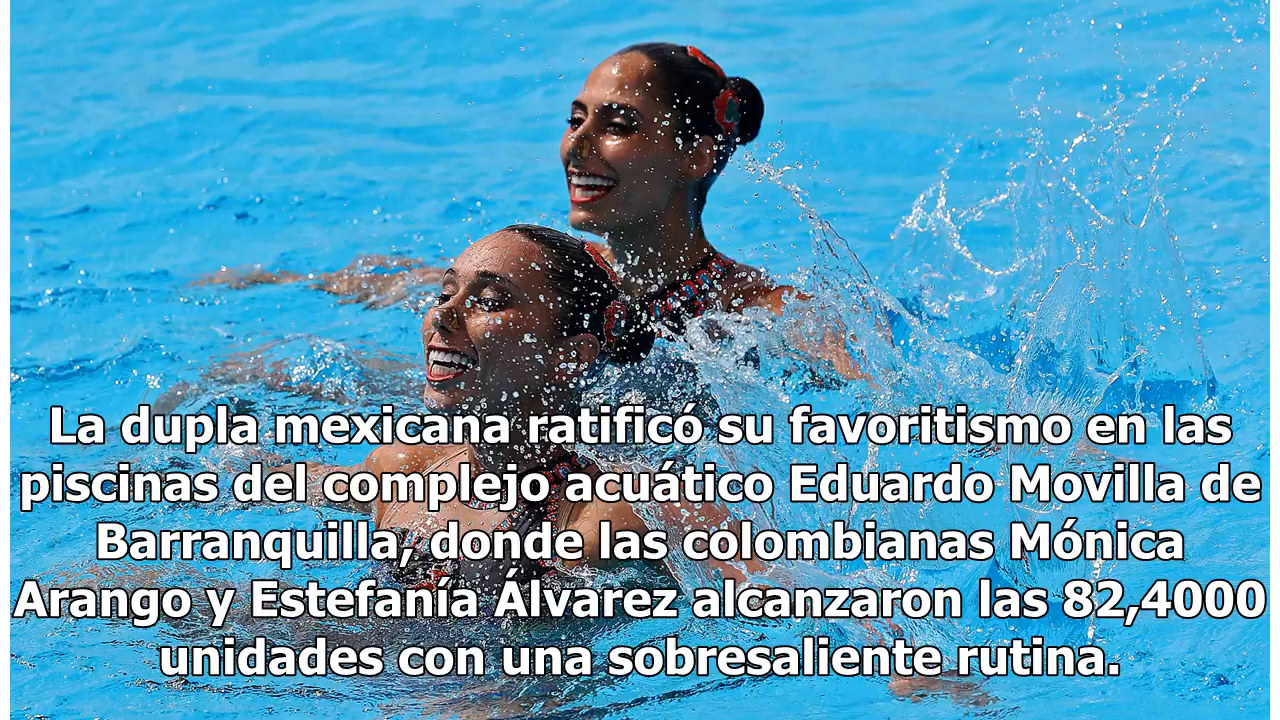 La dupla mexicana ratificó su favoritismo en las
piscinas del complejo acuático Eduardo Movilla de
Barranquilla, donde las colombianas Mónica
Arango y Estefanía Álvarez alcanzaron las 82,4000
unidades con una sobresaliente rutina.